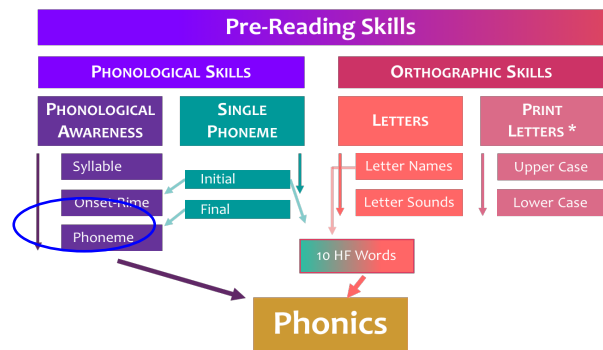 Pre-Reading Skills
PHONOLOGICAL SKILLS
ORTHOGRAPHIC SKILLS
PHONOLOGICAL
AWARENESS
SINGLE
PHONEME
LETTERS
PRINT
LETTERS *
Syllable
Onset-Rime
Phoneme
Initial
Final
Letter Names
Letter Sounds
Upper Case
Lower Case
10 HF Words
Phonics